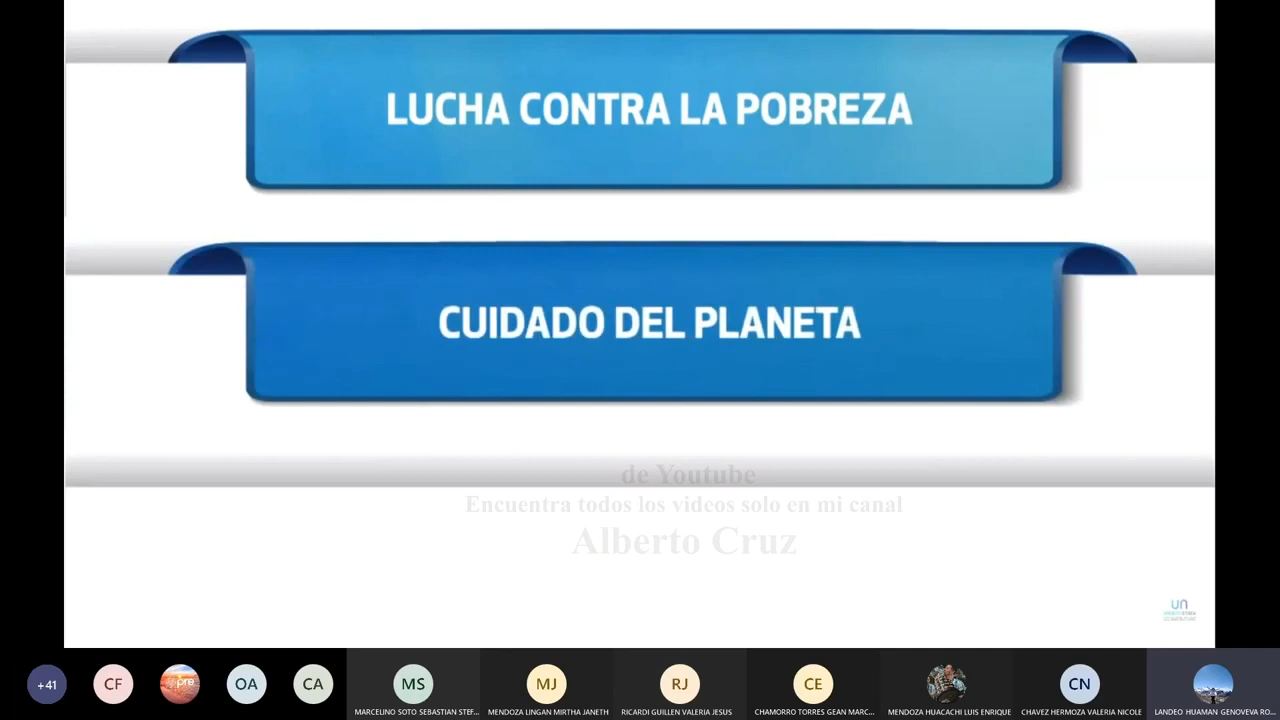 LUCHA CONTRA LA POBREZA
CUIDADO DEL PLANETA
de Youtube
Encuentra todos los videos solo en mi canal
Alberto Cruz
un
+41
CF
pre
OA
CA
MS
MJ
RJ
CE
CN
MARCELINO SOTO SEBASTIAN STEF...
MENDOZA LINGAN MIRTHA JANETH
RICARDI GUILLEN VALERIA JESUS
CHAMORRO TORRES GEAN MARC...
MENDOZA HUACACHI LUIS ENRIQUE
CHAVEZ HERMOZA VALERIA NICOLE
LANDEO HUAMAN GENOVEVA RO...